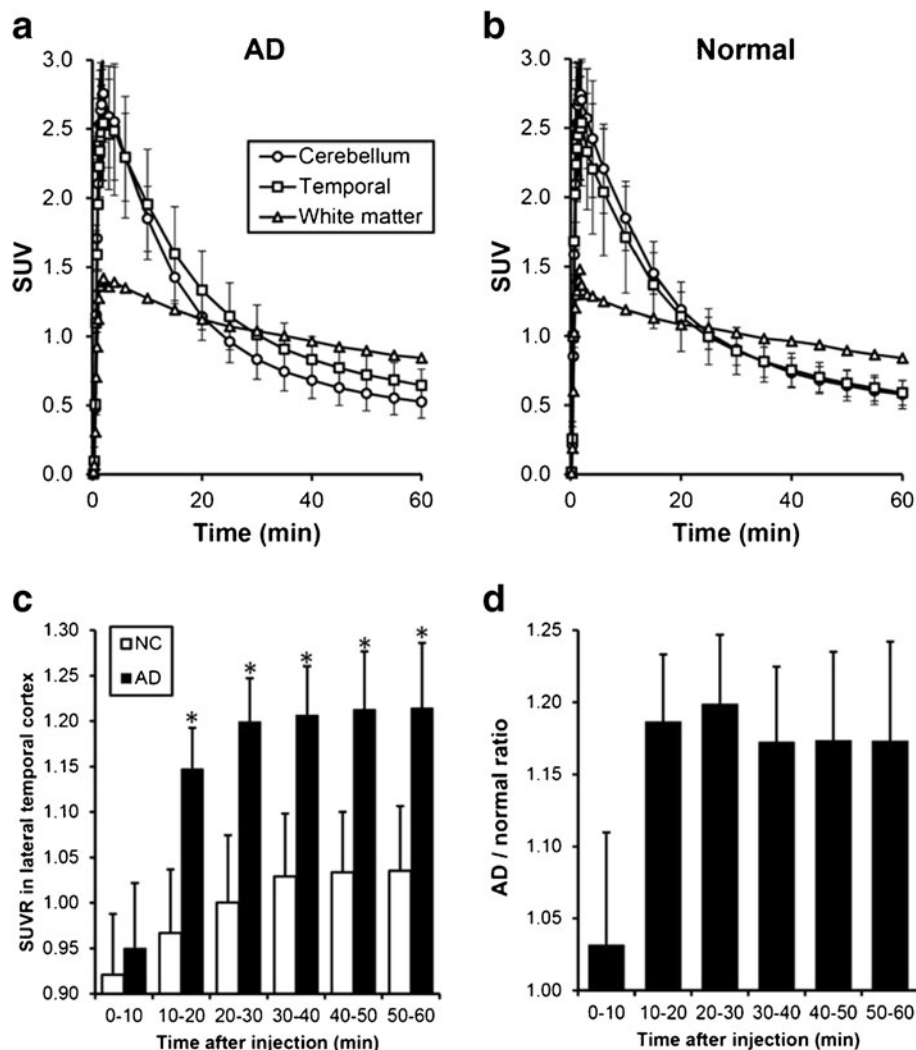 a
AD
SUV
3.0
2.5
2.0
1.5
1.0
0.5
0.0
Cerebellum
Temporal
White matter
0 20 40 60
Time (min)
b
Normal
SUV
3.0
2.5
2.0
1.5
1.0
0.5
0.0
0 20 40 60
Time (min)
c
SUVR in lateral temporal cortex
1.30
1.25
1.20
1.15
1.10
1.05
1.00
0.95
0.90
NC
AD
* * * * *
0-10 10-20 20-30 30-40 40-50 50-60
Time after injection (min)
d
AD / normal ratio
1.25
1.20
1.15
1.10
1.05
1.00
0-10 10-20 20-30 30-40 40-50 50-60
Time after injection (min)